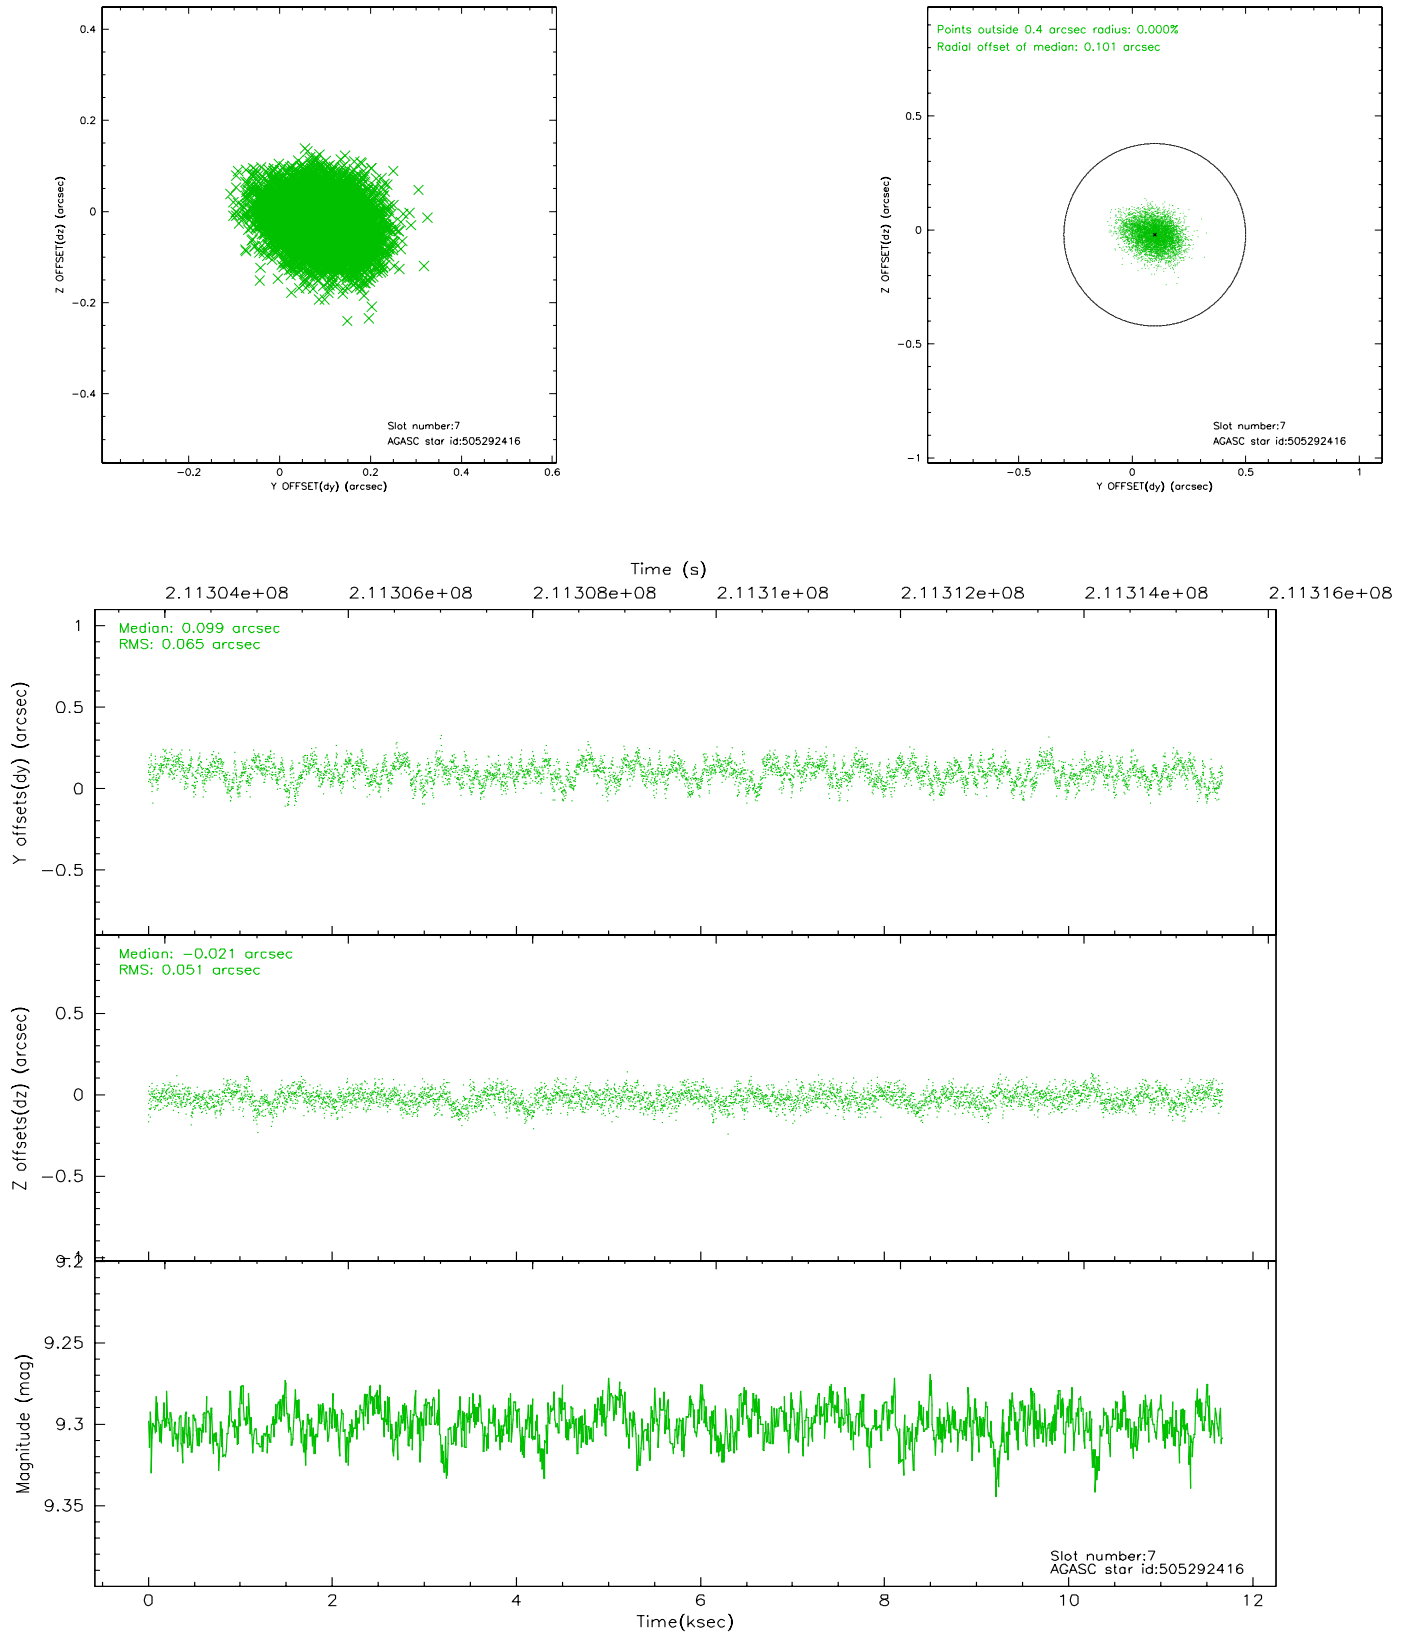 0.4
0.2
0
−0.2
−0.4
Z OFFSET(dz) (arcsec)
Slot number:7
AGASC star id:505292416
−0.2 0 0.2 0.4 0.6
Y OFFSET(dy) (arcsec)
Points outside 0.4 arcsec radius: 0.000%
Radial offset of median: 0.101 arcsec
0.5
0
−0.5
−1
Z OFFSET(dz) (arcsec)
Slot number:7
AGASC star id:505292416
−0.5 0 0.5 1
Y OFFSET(dy) (arcsec)
Time (s)
2.11304e+08 2.11306e+08 2.11308e+08 2.1131e+08 2.11312e+08 2.11314e+08 2.11316e+08
Median: 0.099 arcsec
RMS: 0.065 arcsec
1
0.5
0
−0.5
Y offsets(dy) (arcsec)
Median: −0.021 arcsec
RMS: 0.051 arcsec
0.5
0
−0.5
−1
Z offsets(dz) (arcsec)
9.2
9.25
9.3
9.35
Magnitude (mag)
Slot number:7
AGASC star id:505292416
0 2 4 6 8 10 12
Time(ksec)